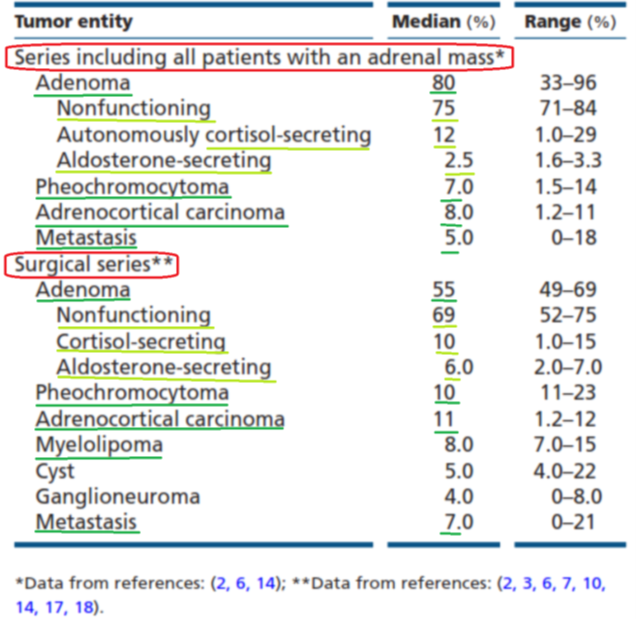 Tumor entity Median (%) Range (%)
Series including all patients with an adrenal mass*
Adenoma 80 33–96
Nonfunctioning 75 71–84
Autonomously cortisol-secreting 12 1.0–29
Aldosterone-secreting 2.5 1.6–3.3
Pheochromocytoma 7.0 1.5–14
Adrenocortical carcinoma 8.0 1.2–11
Metastasis 5.0 0–18
Surgical series**
Adenoma 55 49–69
Nonfunctioning 69 52–75
Cortisol-secreting 10 1.0–15
Aldosterone-secreting 6.0 2.0–7.0
Pheochromocytoma 10 11–23
Adrenocortical carcinoma 11 1.2–12
Myelolipoma 8.0 7.0–15
Cyst 5.0 4.0–22
Ganglioneuroma 4.0 0–8.0
Metastasis 7.0 0–21
*Data from references: (2, 6, 14); **Data from references: (2, 3, 6, 7, 10,
14, 17, 18).